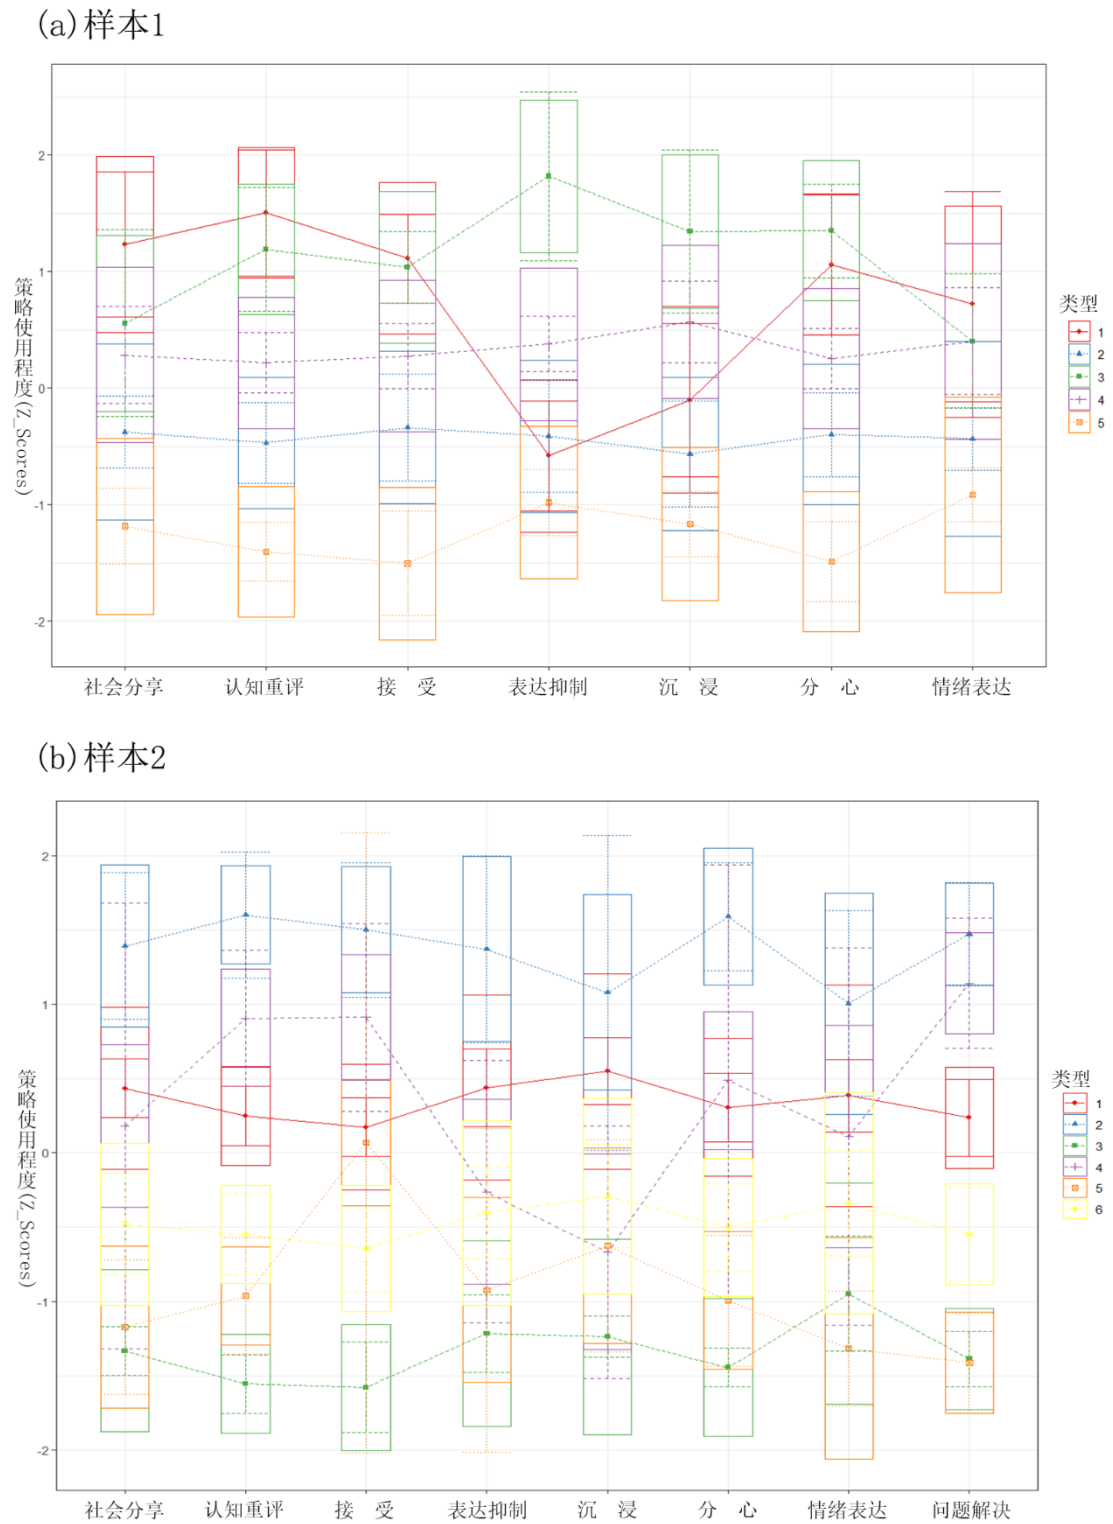 (a)样本1
策略使用程度(Z_Scores)
2
1
0
-1
-2
社会分享 认知重评 接 受 表达抑制 沉 浸 分 心 情绪表达
类型
1
2
3
4
5
(b)样本2
策略使用程度(Z_Scores)
2
1
0
-1
-2
社会分享 认知重评 接 受 表达抑制 沉 浸 分 心 情绪表达 问题解决
类型
1
2
3
4
5
6